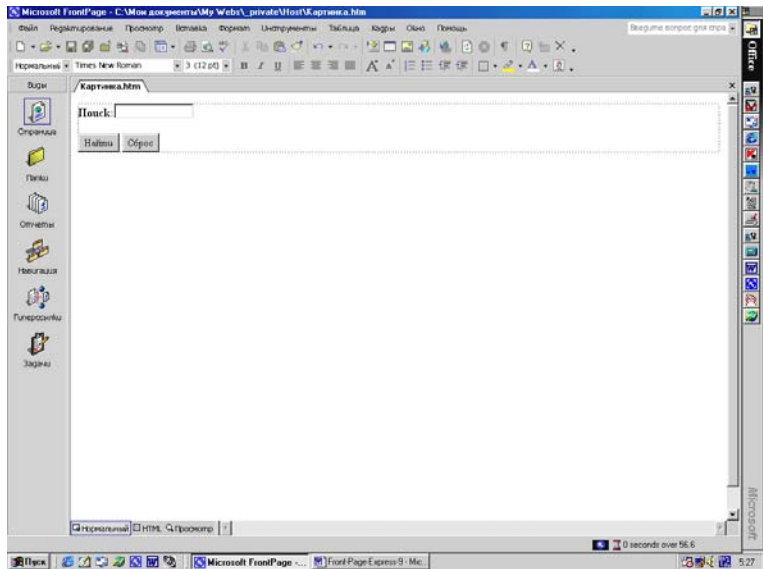 Microsoft FrontPage - C:\Мои документы\My Webs\_private\Host\Картинка.htm
Файл Редактирование Просмотр Вставка Формат Инструменты Таблица Кадры Окно Помощь
Введите вопрос для спра
Нормальный Times New Roman 3 (12 pt)
Office
Виды
Картинка.htm
Поиск:
Найти Сброс
Страница
Папки
Отчеты
Навигация
Гиперссылки
Задачи
Microsoft
Нормальный HTML Просмотр
0 seconds over 56.6
Пуск Microsoft FrontPage -... Front-Page-Express-9 - Mic... 5:27